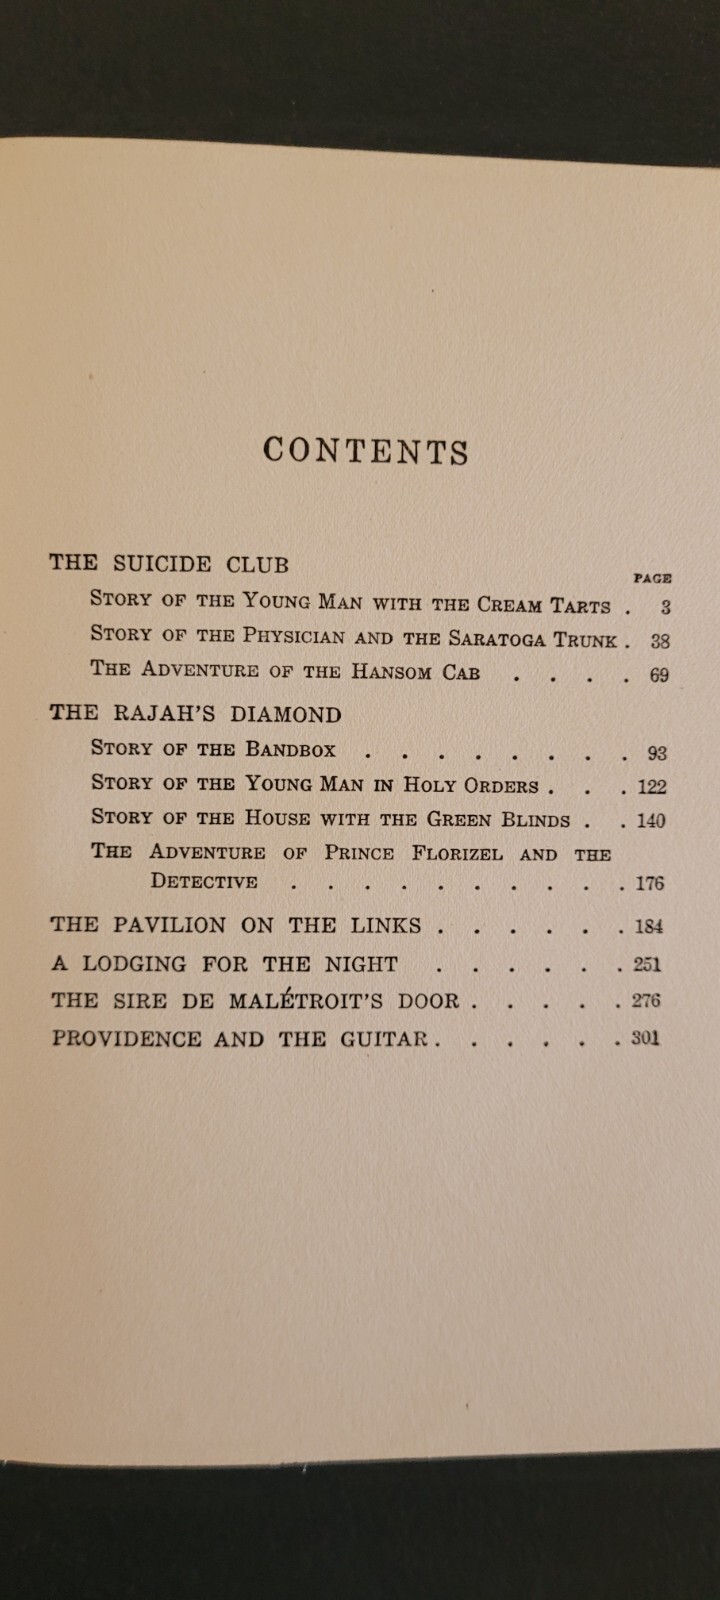 CONTENTS
THE SUICIDE CLUB
PAGE
STORY OF THE YOUNG MAN WITH THE CREAM TARTS . 3
STORY OF THE PHYSICIAN AND THE SARATOGA TRUNK . 38
THE ADVENTURE OF THE HANSOM CAB . . . . 69
THE RAJAH'S DIAMOND
STORY OF THE BANDBOX . . . . . . . . 93
STORY OF THE YOUNG MAN IN HOLY ORDERS . . . 122
STORY OF THE HOUSE WITH THE GREEN BLINDS . . 140
THE ADVENTURE OF PRINCE FLORIZEL AND THE
DETECTIVE . . . . . . . . . . 176
THE PAVILION ON THE LINKS . . . . . . 184
A LODGING FOR THE NIGHT . . . . . . 251
THE SIRE DE MALÉTROIT'S DOOR . . . . . 276
PROVIDENCE AND THE GUITAR . . . . . . 301